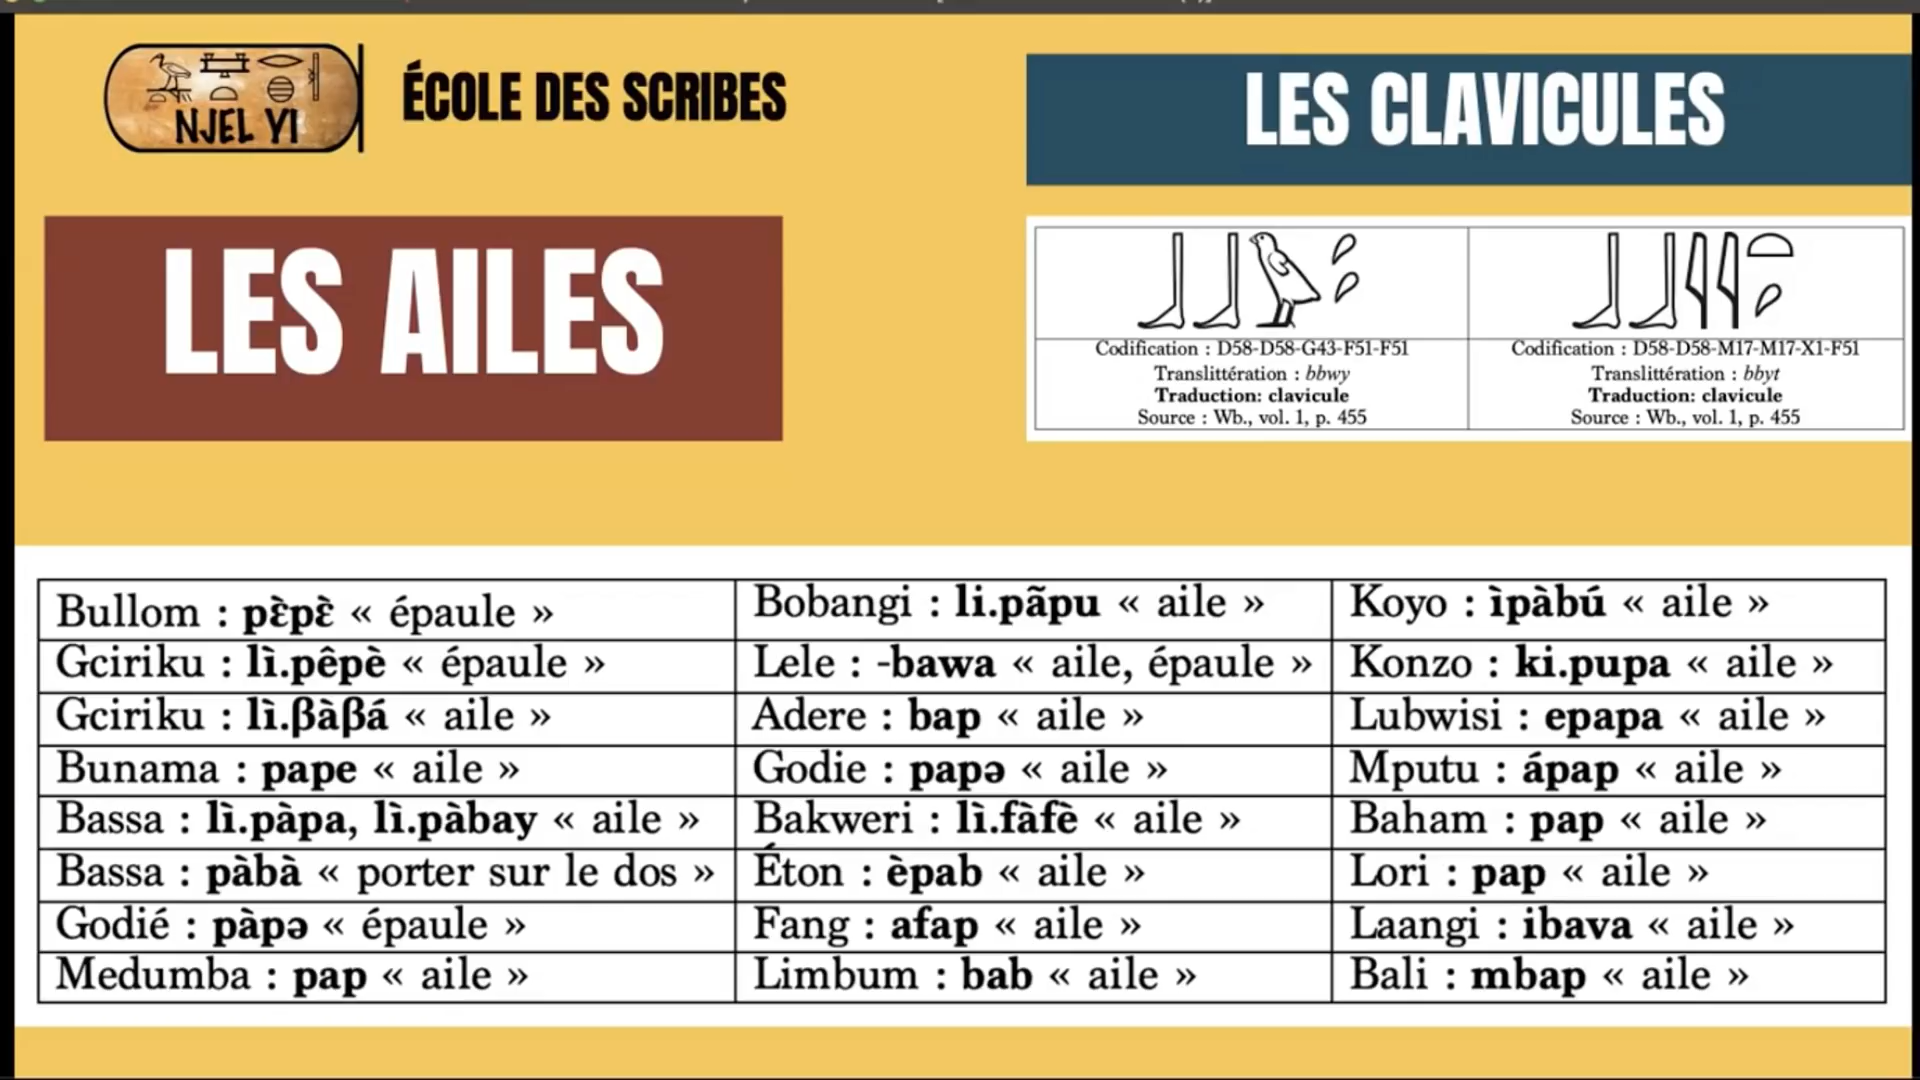 NJEL YI
ÉCOLE DES SCRIBES
LES CLAVICULES
LES AILES
Codification : D58-D58-G43-F51-F51
Translittération : bbwy
Traduction: clavicule
Source : Wb., vol. 1, p. 455
Codification : D58-D58-M17-M17-X1-F51
Translittération : bbyt
Traduction: clavicule
Source : Wb., vol. 1, p. 455
Bullom : pɛ̀pɛ̀ « épaule »
Gciriku : lì.pêpè « épaule »
Gciriku : lì.βàβá « aile »
Bunama : pape « aile »
Bassa : lì.pàpa, lì.pàbay « aile »
Bassa : pàbà « porter sur le dos »
Godié : pàpə « épaule »
Medumba : pap « aile »
Bobangi : li.pãpu « aile »
Lele : -bawa « aile, épaule »
Adere : bap « aile »
Godie : papə « aile »
Bakweri : lì.fàfè « aile »
Éton : èpab « aile »
Fang : afap « aile »
Limbum : bab « aile »
Koyo : ìpàbú « aile »
Konzo : ki.pupa « aile »
Lubwisi : epapa « aile »
Mputu : ápap « aile »
Baham : pap « aile »
Lori : pap « aile »
Laangi : ibava « aile »
Bali : mbap « aile »